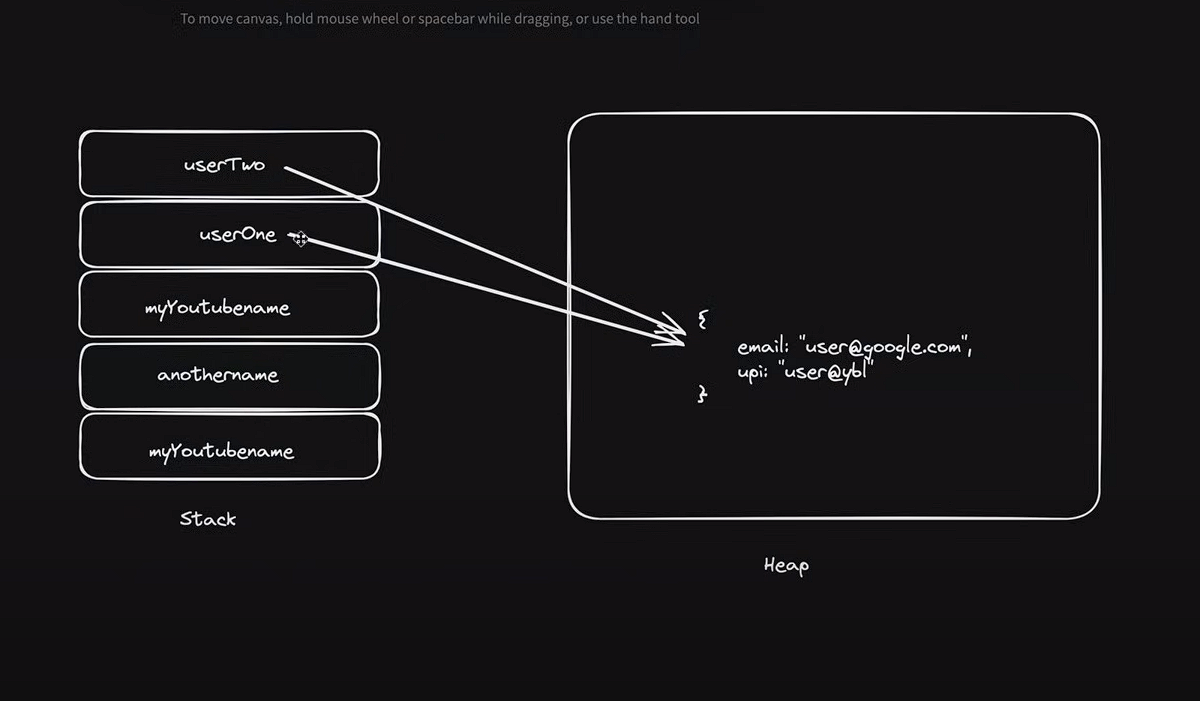 To move canvas, hold mouse wheel or spacebar while dragging, or use the hand tool
userTwo
userOne
myYoutubename
anothername
myYoutubename
Stack
{
email: "user@google.com",
upi: "user@ybl"
}
Heap